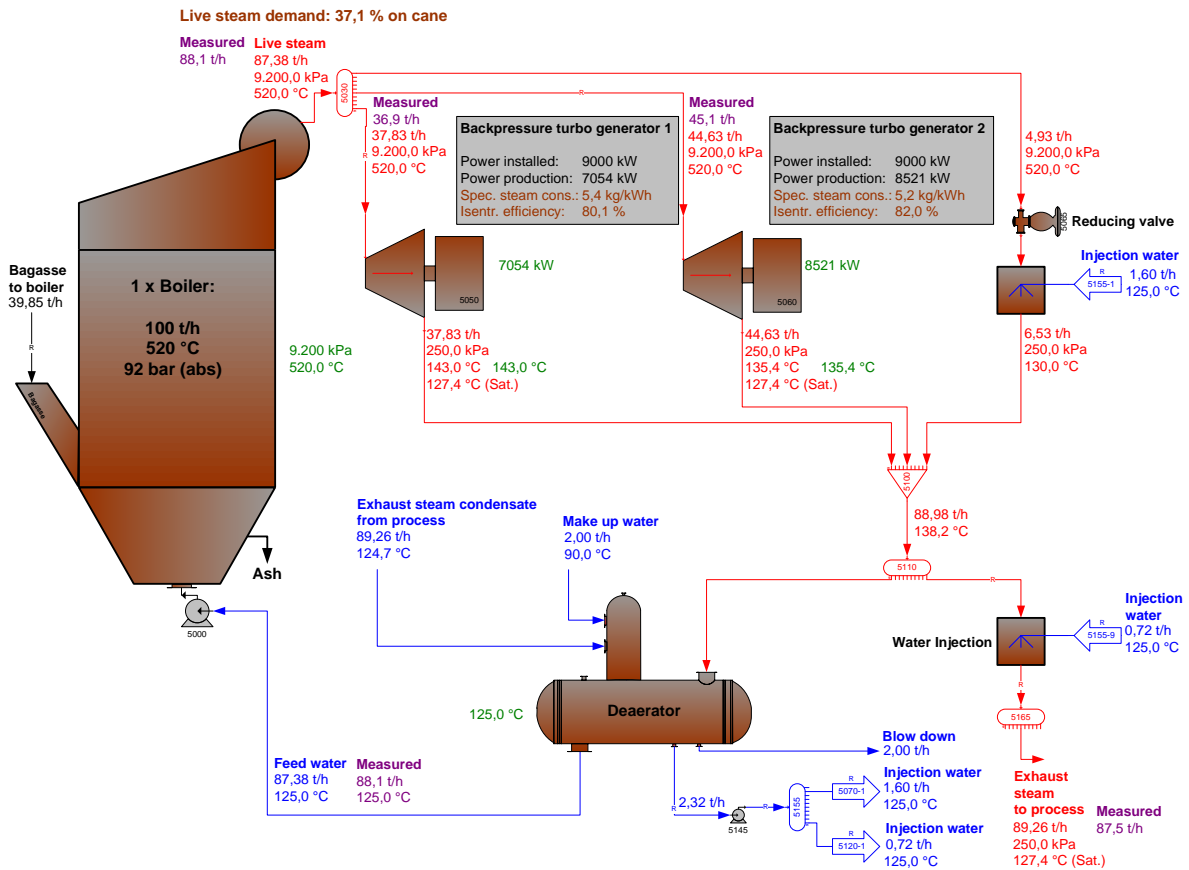 Live steam demand: 37,1 % on cane
Measured
88,1 t/h
Live steam
87,38 t/h
9.200,0 kPa
520,0 °C
5030
R
Measured
36,9 t/h
37,83 t/h
9.200,0 kPa
520,0 °C
R
Backpressure turbo generator 1
Power installed: 9000 kW
Power production: 7054 kW
Spec. steam cons.: 5,4 kg/kWh
Isentr. efficiency: 80,1 %
Measured
45,1 t/h
44,63 t/h
9.200,0 kPa
520,0 °C
Backpressure turbo generator 2
Power installed: 9000 kW
Power production: 8521 kW
Spec. steam cons.: 5,2 kg/kWh
Isentr. efficiency: 82,0 %
4,93 t/h
9.200,0 kPa
520,0 °C
5065
Reducing valve
Injection water
R
5155-1
1,60 t/h
125,0 °C
7054 kW
5050
8521 kW
5060
Bagasse
to boiler
39,85 t/h
R
Bagasse
1 x Boiler:
100 t/h
520 °C
92 bar (abs)
9.200 kPa
520,0 °C
37,83 t/h
250,0 kPa
143,0 °C
143,0 °C
127,4 °C (Sat.)
44,63 t/h
250,0 kPa
135,4 °C
135,4 °C
127,4 °C (Sat.)
6,53 t/h
250,0 kPa
130,0 °C
5100
88,98 t/h
138,2 °C
5110
R
Exhaust steam condensate
from process
89,26 t/h
124,7 °C
Make up water
2,00 t/h
90,0 °C
Ash
5000
Injection
water
R
5155-9
0,72 t/h
125,0 °C
Water Injection
R
5165
125,0 °C
Deaerator
Blow down
2,00 t/h
Feed water
87,38 t/h
125,0 °C
Measured
88,1 t/h
125,0 °C
R
2,32 t/h
5145
R
5155
Injection water
R
5070-1
1,60 t/h
125,0 °C
Injection water
R
5120-1
0,72 t/h
125,0 °C
Exhaust
steam
to process
89,26 t/h
250,0 kPa
127,4 °C (Sat.)
Measured
87,5 t/h